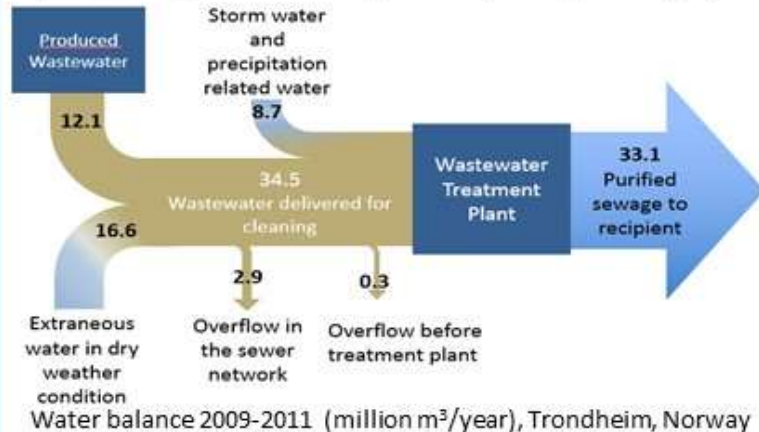 Produced
Wastewater
12.1
Storm water
and
precipitation
related water
8.7
34.5
Wastewater delivered for
cleaning
Wastewater
Treatment
Plant
33.1
Purified
sewage to
recipient
16.6
2.9
0.3
Extraneous
water in dry
weather
condition
Overflow in
the sewer
network
Overflow before
treatment plant
Water balance 2009-2011 (million m³/year), Trondheim, Norway